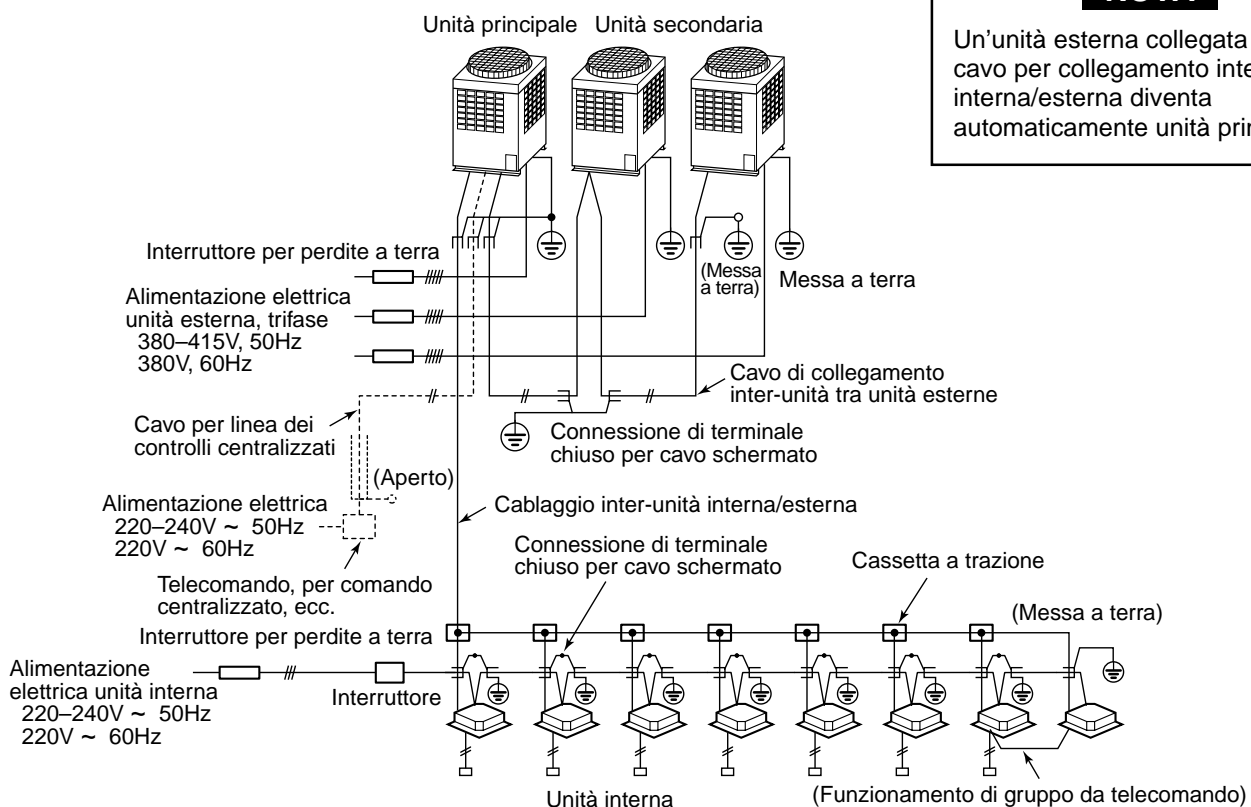 Unità principale
Unità secondaria
Un'unità esterna collegata
cavo per collegamento
interna/esterna diventa
automaticamente unità
Interruttore per perdite a terra
(Messa
a terra)
Messa a terra
Alimentazione elettrica
unità esterna, trifase
380–415V, 50Hz
380V, 60Hz
Cavo di collegamento
inter-unità tra unità esterne
Cavo per linea dei
controlli centralizzati
Connessione di terminale
chiuso per cavo schermato
(Aperto)
Alimentazione elettrica
220–240V ~ 50Hz
220V ~ 60Hz
Cablaggio inter-unità interna/esterna
Connessione di terminale
chiuso per cavo schermato
Cassetta a trazione
Telecomando, per comando
centralizzato, ecc.
(Messa a terra)
Interruttore per perdite a terra
Alimentazione
elettrica unità interna
220–240V ~ 50Hz
220V ~ 60Hz
Interruttore
Unità interna
(Funzionamento di gruppo da telecomando)